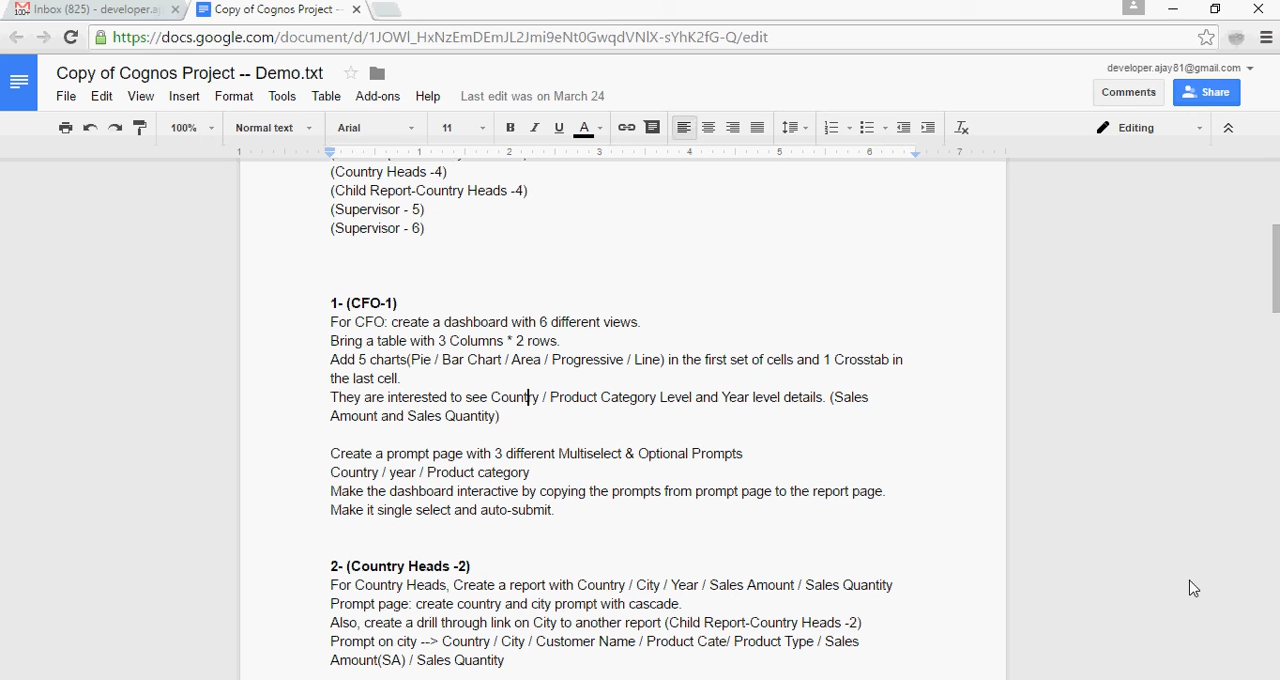 Inbox (825) - developer.aj
Copy of Cognos Project --
https://docs.google.com/document/d/1JOWl_HxNzEmDEmJL2Jmi9eNt0GwqdVNlX-sYhK2fG-Q/edit
Copy of Cognos Project -- Demo.txt
developer.ajay81@gmail.com
File Edit View Insert Format Tools Table Add-ons Help Last edit was on March 24
Comments Share
100% Normal text Arial 11 B I U A Editing
1 1 2 3 4 5 6 7
(Country Heads -4)
(Child Report-Country Heads -4)
(Supervisor - 5)
(Supervisor - 6)
1- (CFO-1)
For CFO: create a dashboard with 6 different views.
Bring a table with 3 Columns * 2 rows.
Add 5 charts(Pie / Bar Chart / Area / Progressive / Line) in the first set of cells and 1 Crosstab in
the last cell.
They are interested to see Country / Product Category Level and Year level details. (Sales
Amount and Sales Quantity)
Create a prompt page with 3 different Multiselect & Optional Prompts
Country / year / Product category
Make the dashboard interactive by copying the prompts from prompt page to the report page.
Make it single select and auto-submit.
2- (Country Heads -2)
For Country Heads, Create a report with Country / City / Year / Sales Amount / Sales Quantity
Prompt page: create country and city prompt with cascade.
Also, create a drill through link on City to another report (Child Report-Country Heads -2)
Prompt on city --> Country / City / Customer Name / Product Cate/ Product Type / Sales
Amount(SA) / Sales Quantity